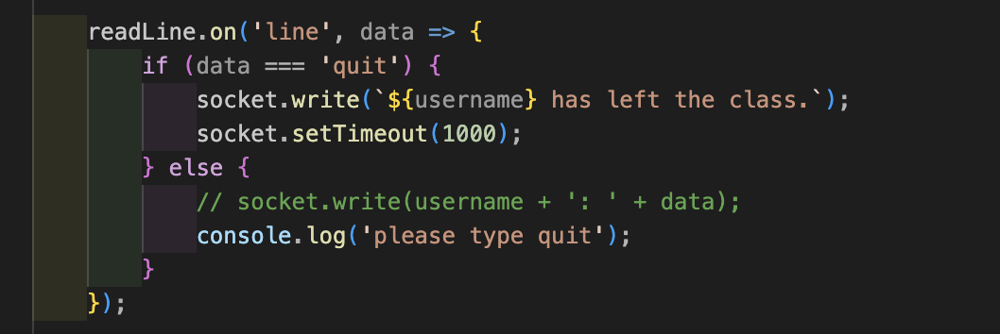 readLine.on('line', data => {
if (data === 'quit') {
socket.write(`${username} has left the class.`);
socket.setTimeout(1000);
} else {
// socket.write(username + ': ' + data);
console.log('please type quit');
}
});